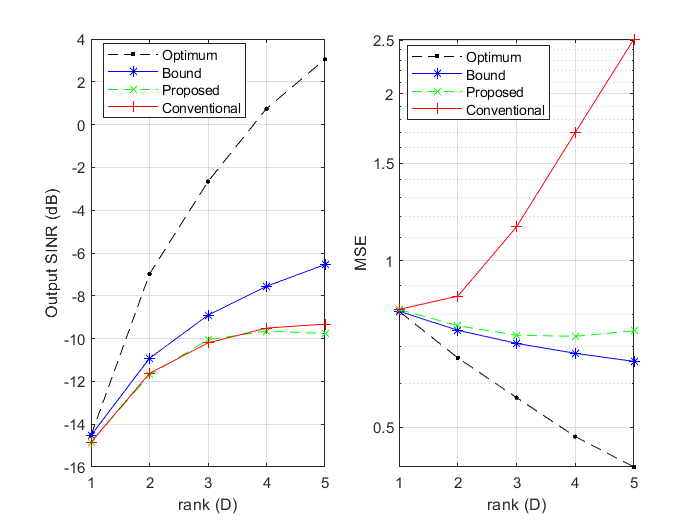 4
2
0
-2
-4
-6
-8
-10
-12
-14
-16
Output SINR (dB)
1
2
3
4
5
rank (D)
Optimum
Bound
Proposed
Conventional
2.5
2
1.5
1
0.5
MSE
1
2
3
4
5
rank (D)
Optimum
Bound
Proposed
Conventional